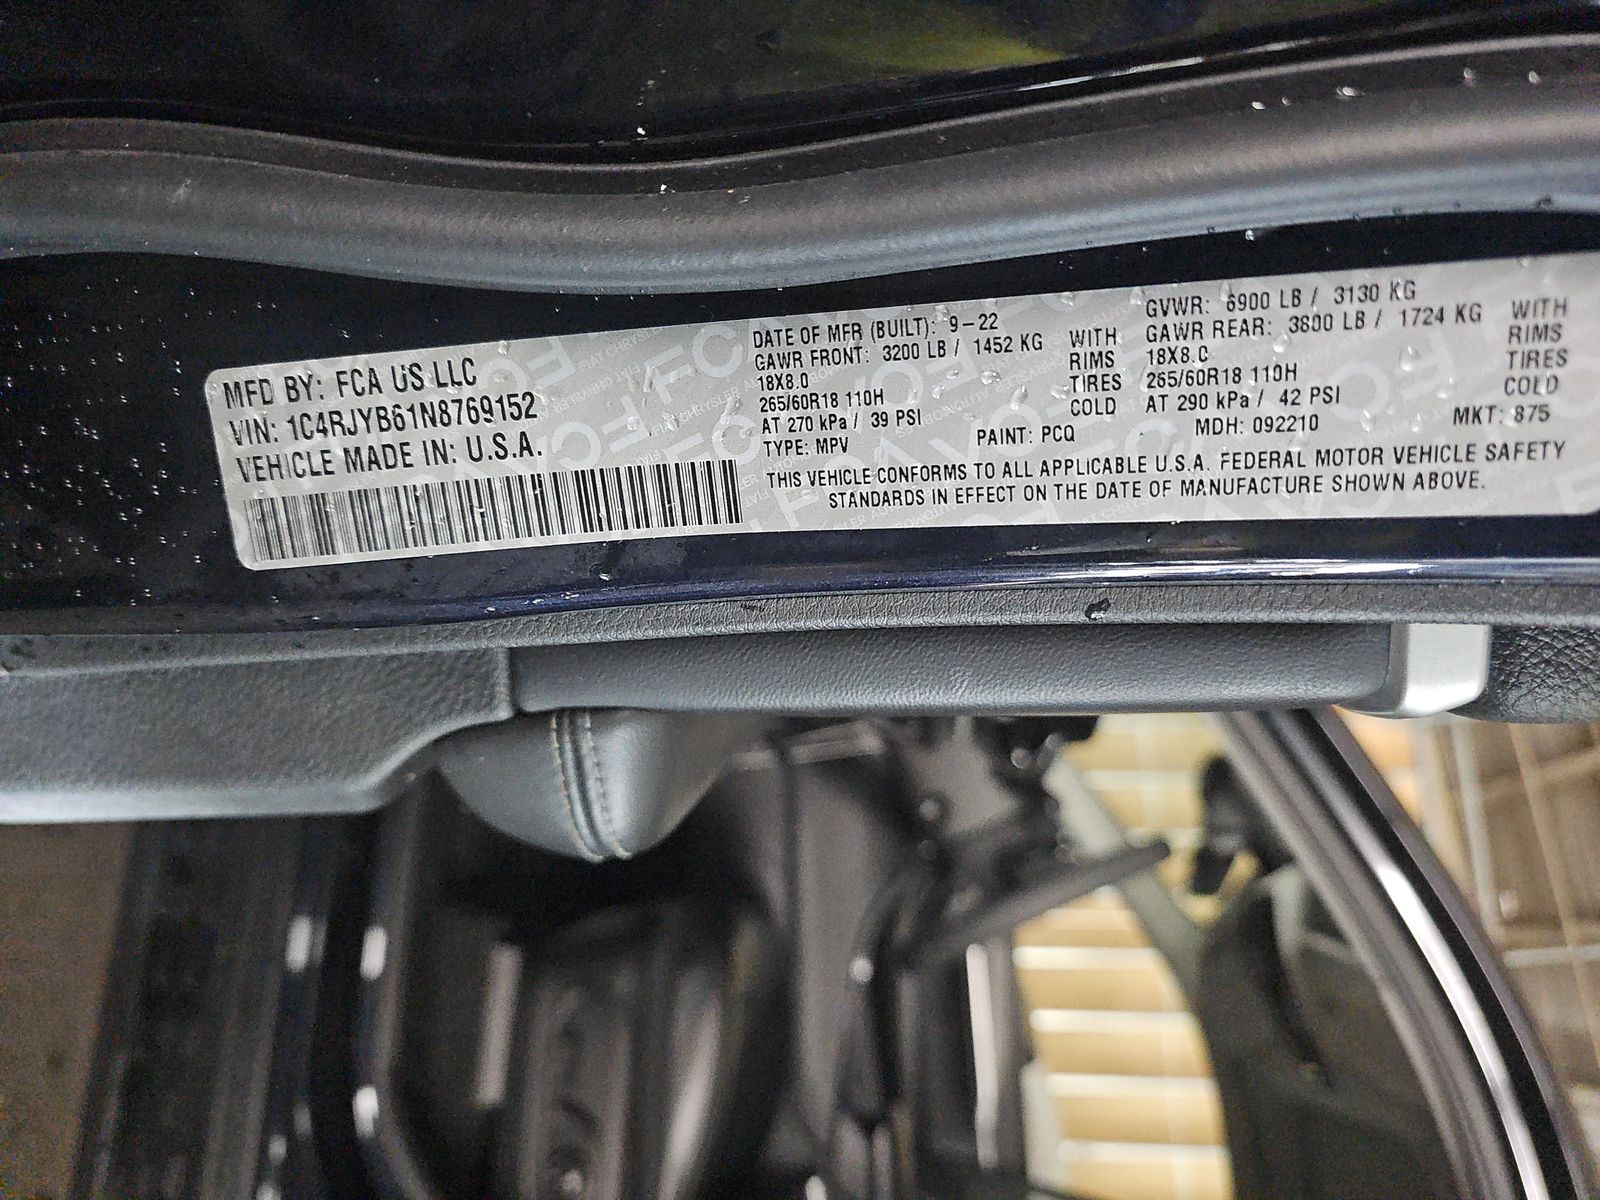 MFD BY: FCA US LLC
VIN: 1C4RJYB61N8769152
VEHICLE MADE IN: U.S.A.
DATE OF MFR (BUILT): 9-22
GAWR FRONT: 3200 LB / 1452 KG WITH
18X8.0 RIMS
265/60R18 110H TIRES
AT 270 kPa / 39 PSI COLD
TYPE: MPV PAINT: PCQ
GVWR: 6900 LB / 3130 KG
GAWR REAR: 3800 LB / 1724 KG WITH
18X8.0 RIMS
265/60R18 110H TIRES
AT 290 kPa / 42 PSI COLD
MDH: 092210 MKT: 875
THIS VEHICLE CONFORMS TO ALL APPLICABLE U.S.A. FEDERAL MOTOR VEHICLE SAFETY
STANDARDS IN EFFECT ON THE DATE OF MANUFACTURE SHOWN ABOVE.